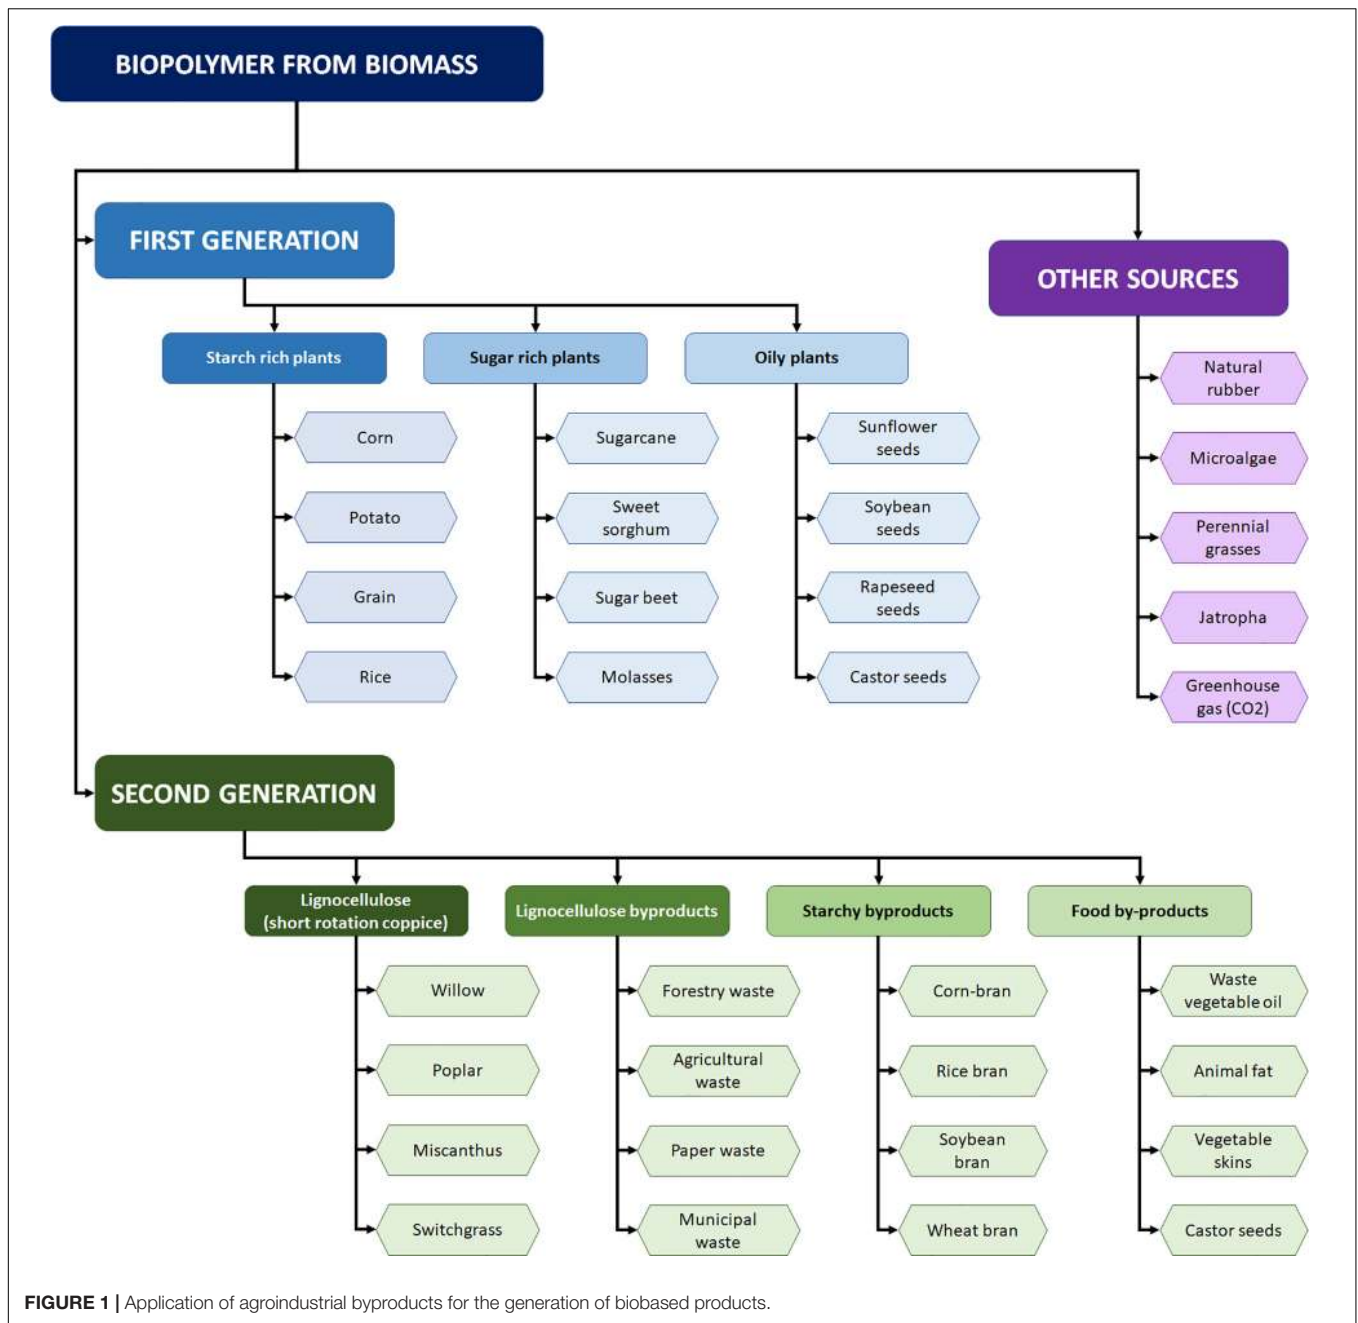 BIOPOLYMER FROM BIOMASS
FIRST GENERATION
OTHER SOURCES
Starch rich plants
Sugar rich plants
Oily plants
Corn
Potato
Grain
Rice
Sugarcane
Sweet
sorghum
Sugar beet
Molasses
Sunflower
seeds
Soybean
seeds
Rapeseed
seeds
Castor seeds
Natural
rubber
Microalgae
Perennial
grasses
Jatropha
Greenhouse
gas (CO2)
SECOND GENERATION
Lignocellulose
(short rotation coppice)
Lignocellulose byproducts
Starchy byproducts
Food by-products
Willow
Poplar
Miscanthus
Switchgrass
Forestry waste
Agricultural
waste
Paper waste
Municipal
waste
Corn-bran
Rice bran
Soybean
bran
Wheat bran
Waste
vegetable oil
Animal fat
Vegetable
skins
Castor seeds
FIGURE 1 | Application of agroindustrial byproducts for the generation of biobased products.